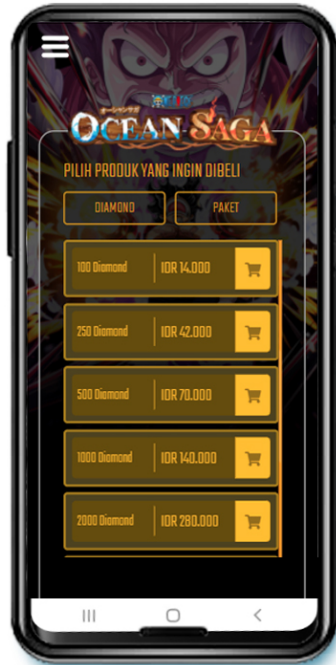 オーシャンサガ
OCEAN SAGA
PILIH PRODUK YANG INGIN DIBELI
DIAMOND PAKET
100 Diamond IDR 14.000
250 Diamond IDR 42.000
500 Diamond IDR 70.000
1000 Diamond IDR 140.000
2000 Diamond IDR 280.000